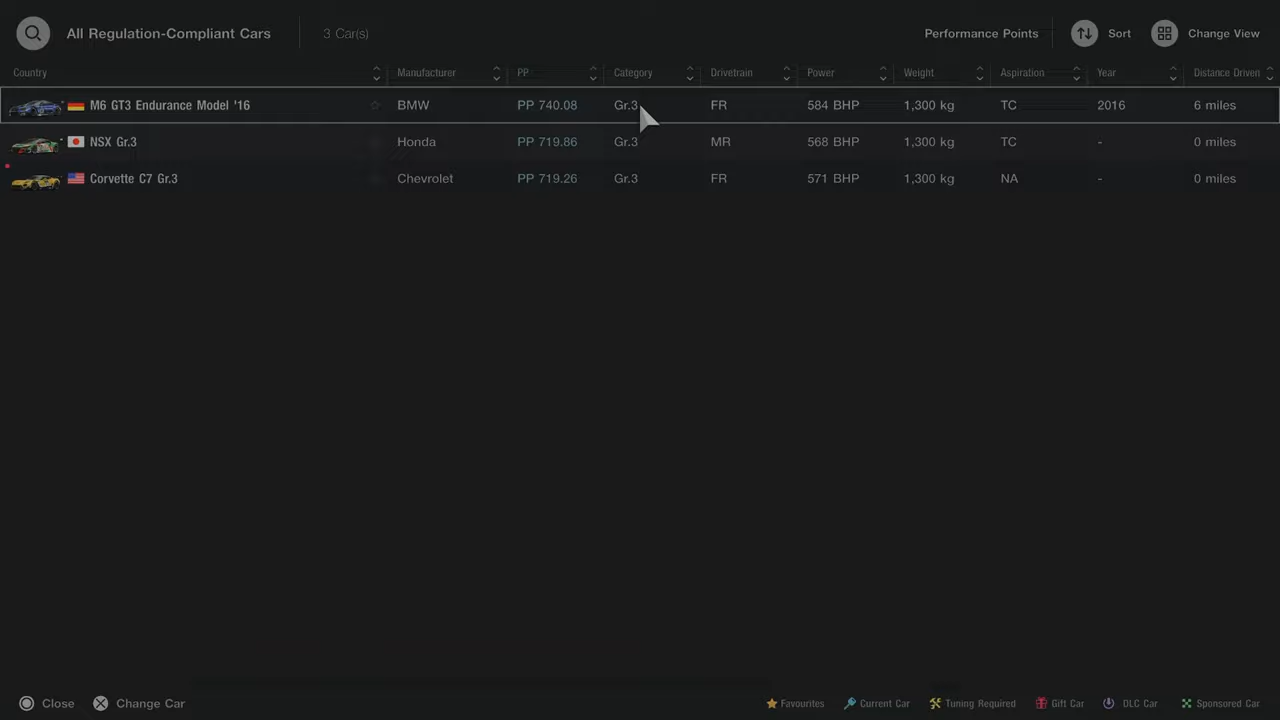 All Regulation-Compliant Cars 3 Car(s) Performance Points Sort Change View
Country Manufacturer PP Category Drivetrain Power Weight Aspiration Year Distance Driven
M6 GT3 Endurance Model '16 BMW PP 740.08 Gr.3 FR 584 BHP 1,300 kg TC 2016 6 miles
NSX Gr.3 Honda PP 719.86 Gr.3 MR 568 BHP 1,300 kg TC - 0 miles
Corvette C7 Gr.3 Chevrolet PP 719.26 Gr.3 FR 571 BHP 1,300 kg NA - 0 miles
Close Change Car Favourites Current Car Tuning Required Gift Car DLC Car Sponsored Car